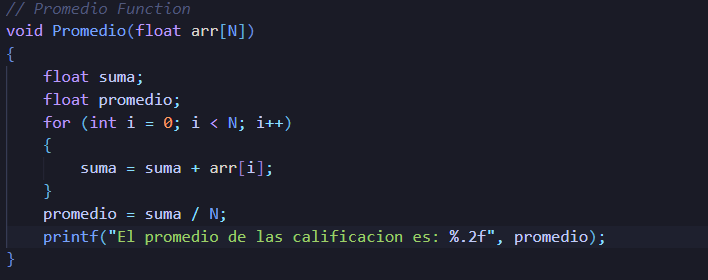 // Promedio Function
void Promedio(float arr[N])
{
    float suma;
    float promedio;
    for (int i = 0; i < N; i++)
    {
        suma = suma + arr[i];
    }
    promedio = suma / N;
    printf("El promedio de las calificacion es: %.2f", promedio);
}